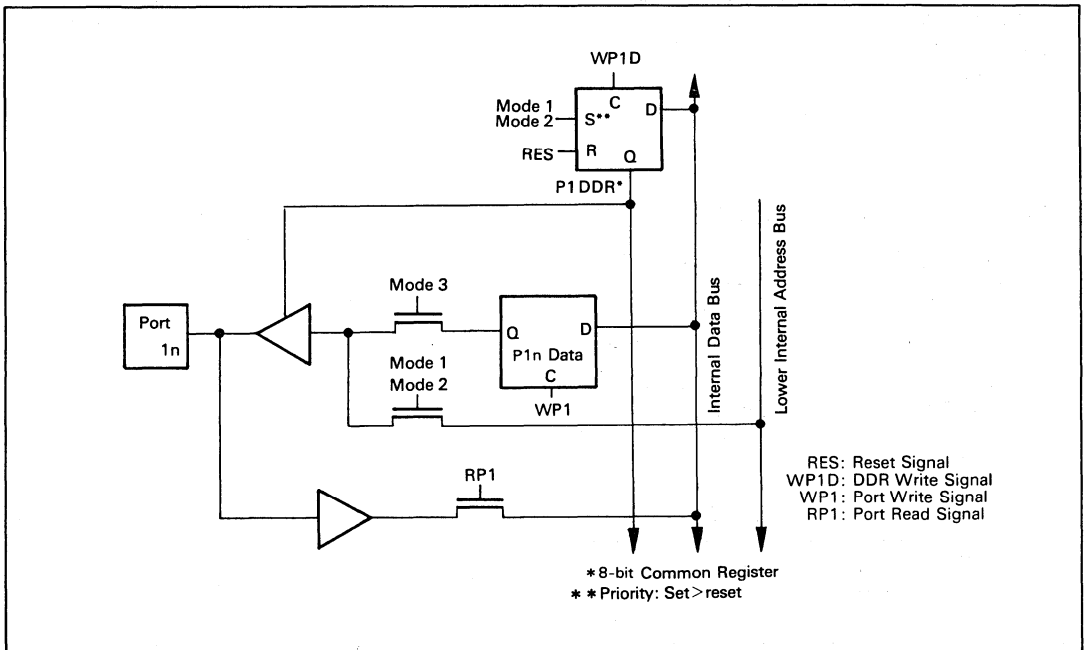 WP1D
Mode 1
Mode 2
C
S**
D
RES
R
Q
P1DDR*
Mode 3
Port
1n
Q
D
P1n Data
C
Mode 1
Mode 2
WP1
Internal Data Bus
Lower Internal Address Bus
RP1
RES: Reset Signal
WP1D: DDR Write Signal
WP1: Port Write Signal
RP1: Port Read Signal
*8-bit Common Register
**Priority: Set>reset